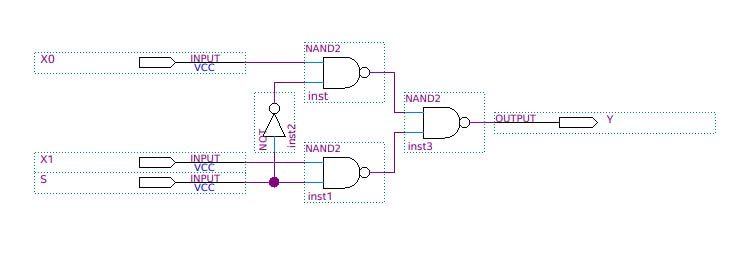 NAND2
X0
INPUT
VCC
inst
NAND2
OUTPUT
Y
NOT
inst2
inst3
NAND2
X1
INPUT
VCC
S
INPUT
VCC
inst1